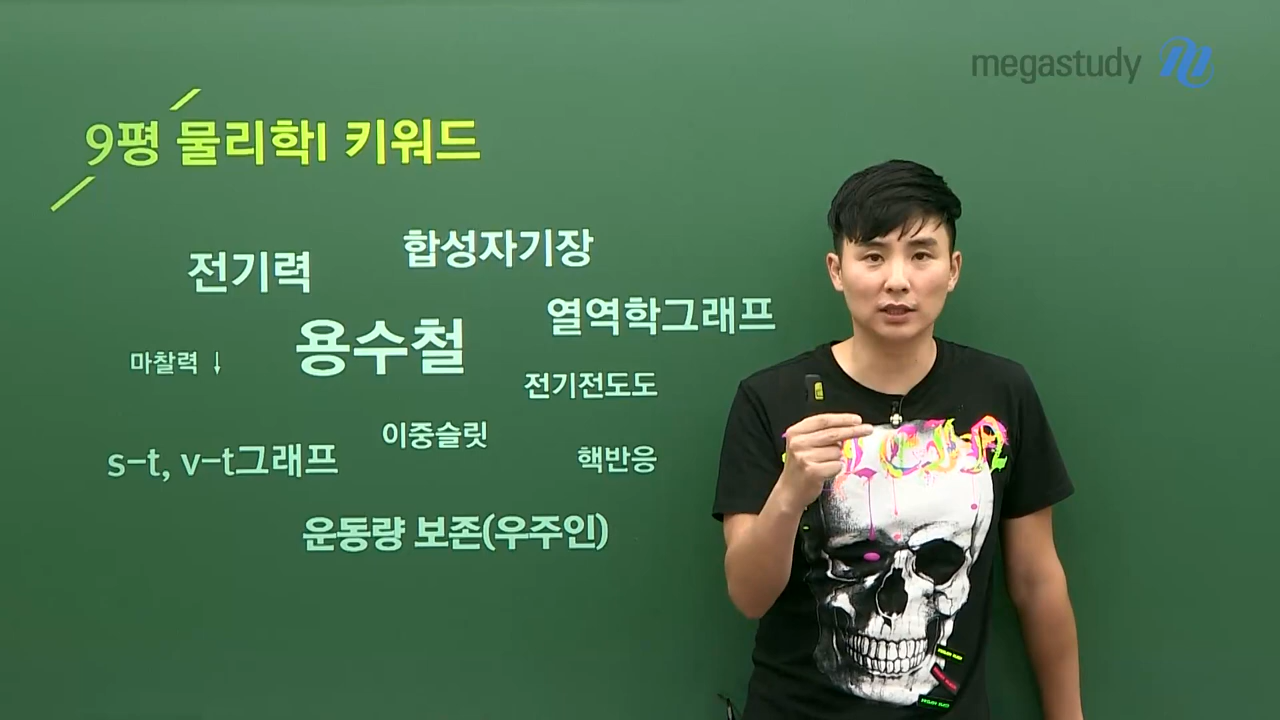 megastudy
9평 물리학I 키워드
합성자기장
전기력
열역학그래프
용수철
마찰력 ↓
전기전도도
이중슬릿
s-t, v-t그래프
핵반응
운동량 보존(우주인)